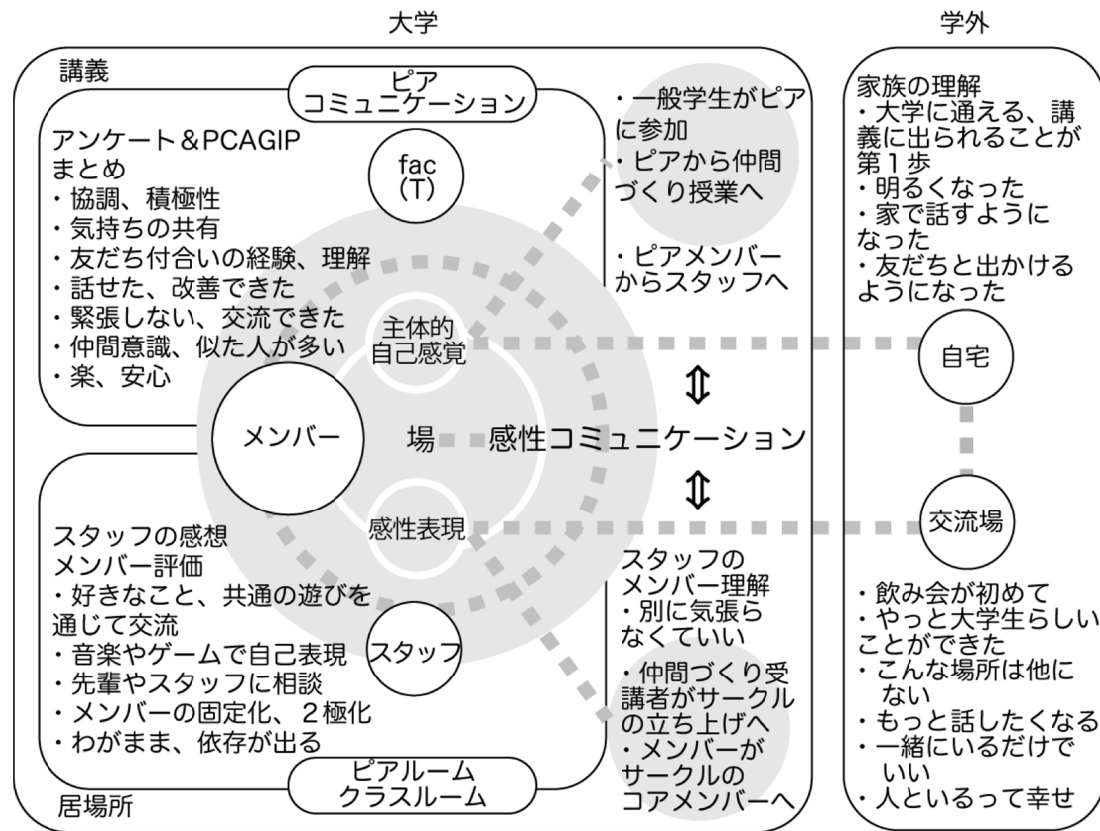 大学
学外
講義
ピア
コミュニケーション
アンケート＆PCAGIP
まとめ
・協調、積極性
・気持ちの共有
・友だち付合いの経験、理解
・話せた、改善できた
・緊張しない、交流できた
・仲間意識、似た人が多い
・楽、安心
fac
(T)
・一般学生がピア
に参加
・ピアから仲間
づくり授業へ
・ピアメンバー
からスタッフへ
主体的
自己感覚
メンバー
場
感性コミュニケーション
⇕
⇕
感性表現
スタッフの感想
メンバー評価
・好きなこと、共通の遊びを
通じて交流
・音楽やゲームで自己表現
・先輩やスタッフに相談
・メンバーの固定化、２極化
・わがまま、依存が出る
スタッフ
スタッフの
メンバー理解
・別に気張ら
なくていい
・仲間づくり受
講者がサークル
の立ち上げへ
・メンバーが
サークルの
コアメンバーへ
ピアルーム
クラスルーム
居場所
家族の理解
・大学に通える、講
義に出られることが
第１歩
・明るくなった
・家で話すように
なった
・友だちと出かける
ようになった
自宅
交流場
・飲み会が初めて
・やっと大学生らしい
ことができた
・こんな場所は他に
ない
・もっと話したくなる
・一緒にいるだけで
いい
・人といるって幸せ